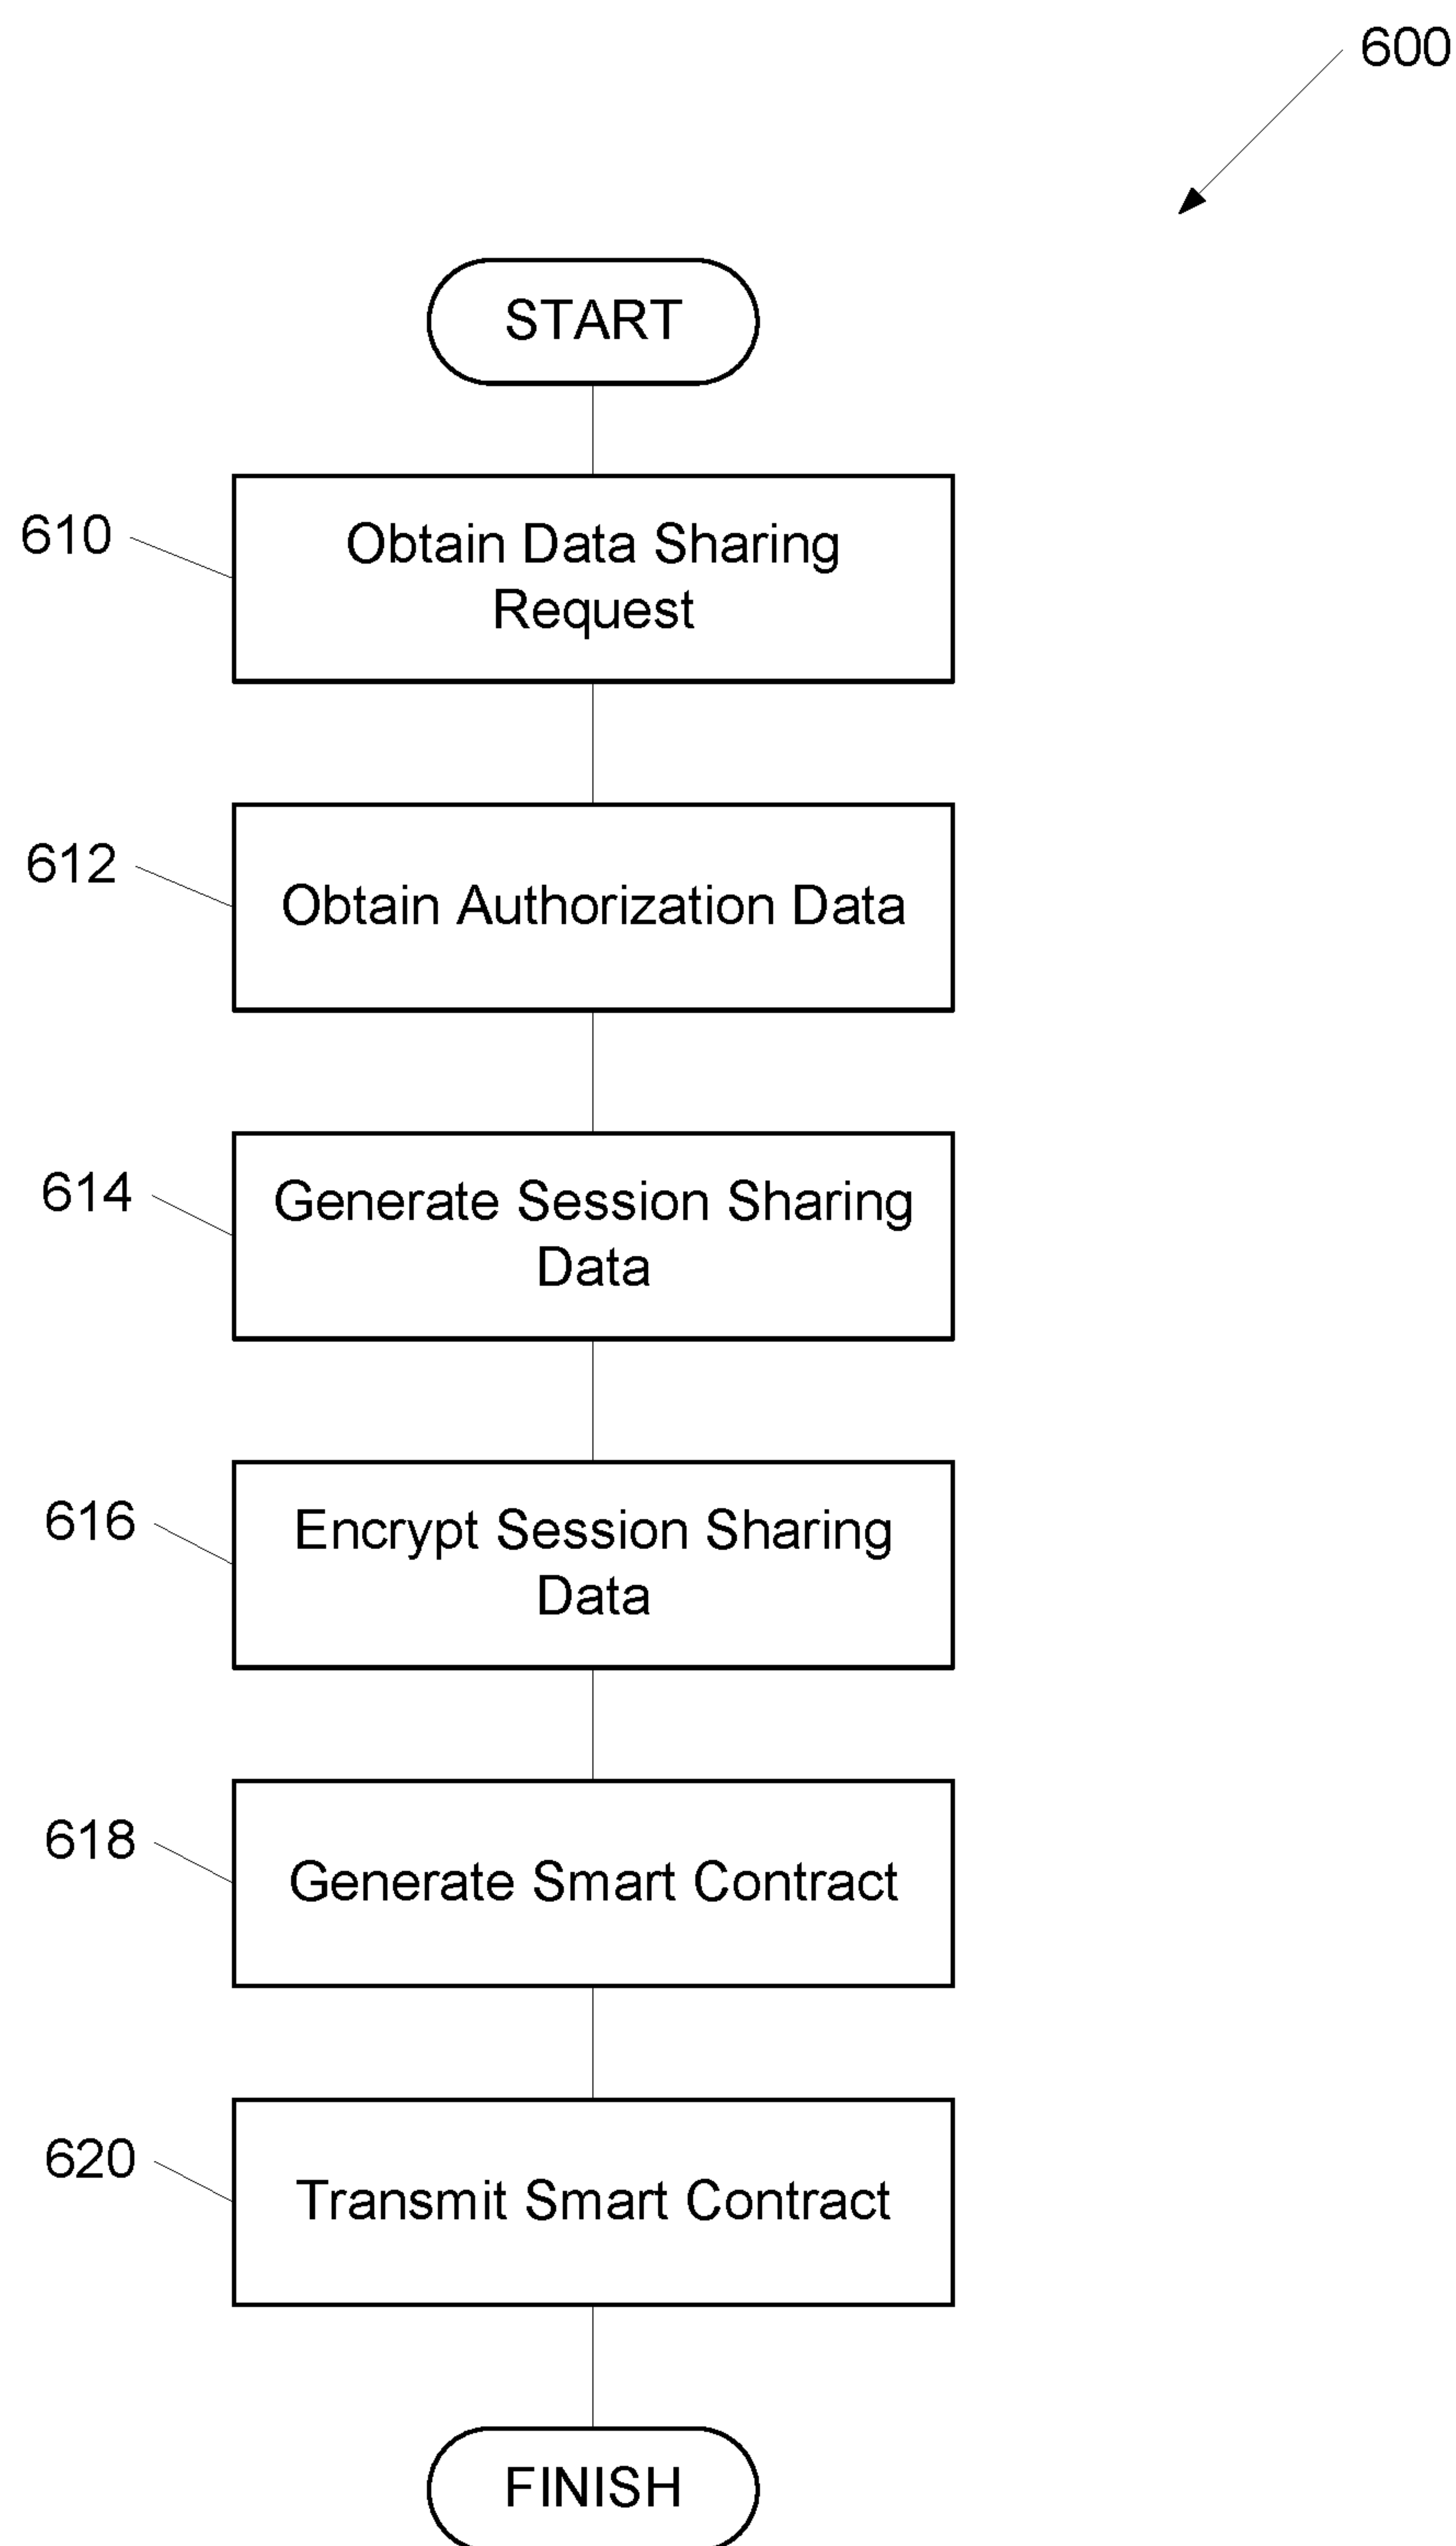 600
START
610
Obtain Data Sharing
Request
612
Obtain Authorization Data
614
Generate Session Sharing
Data
616
Encrypt Session Sharing
Data
618
Generate Smart Contract
620
Transmit Smart Contract
FINISH